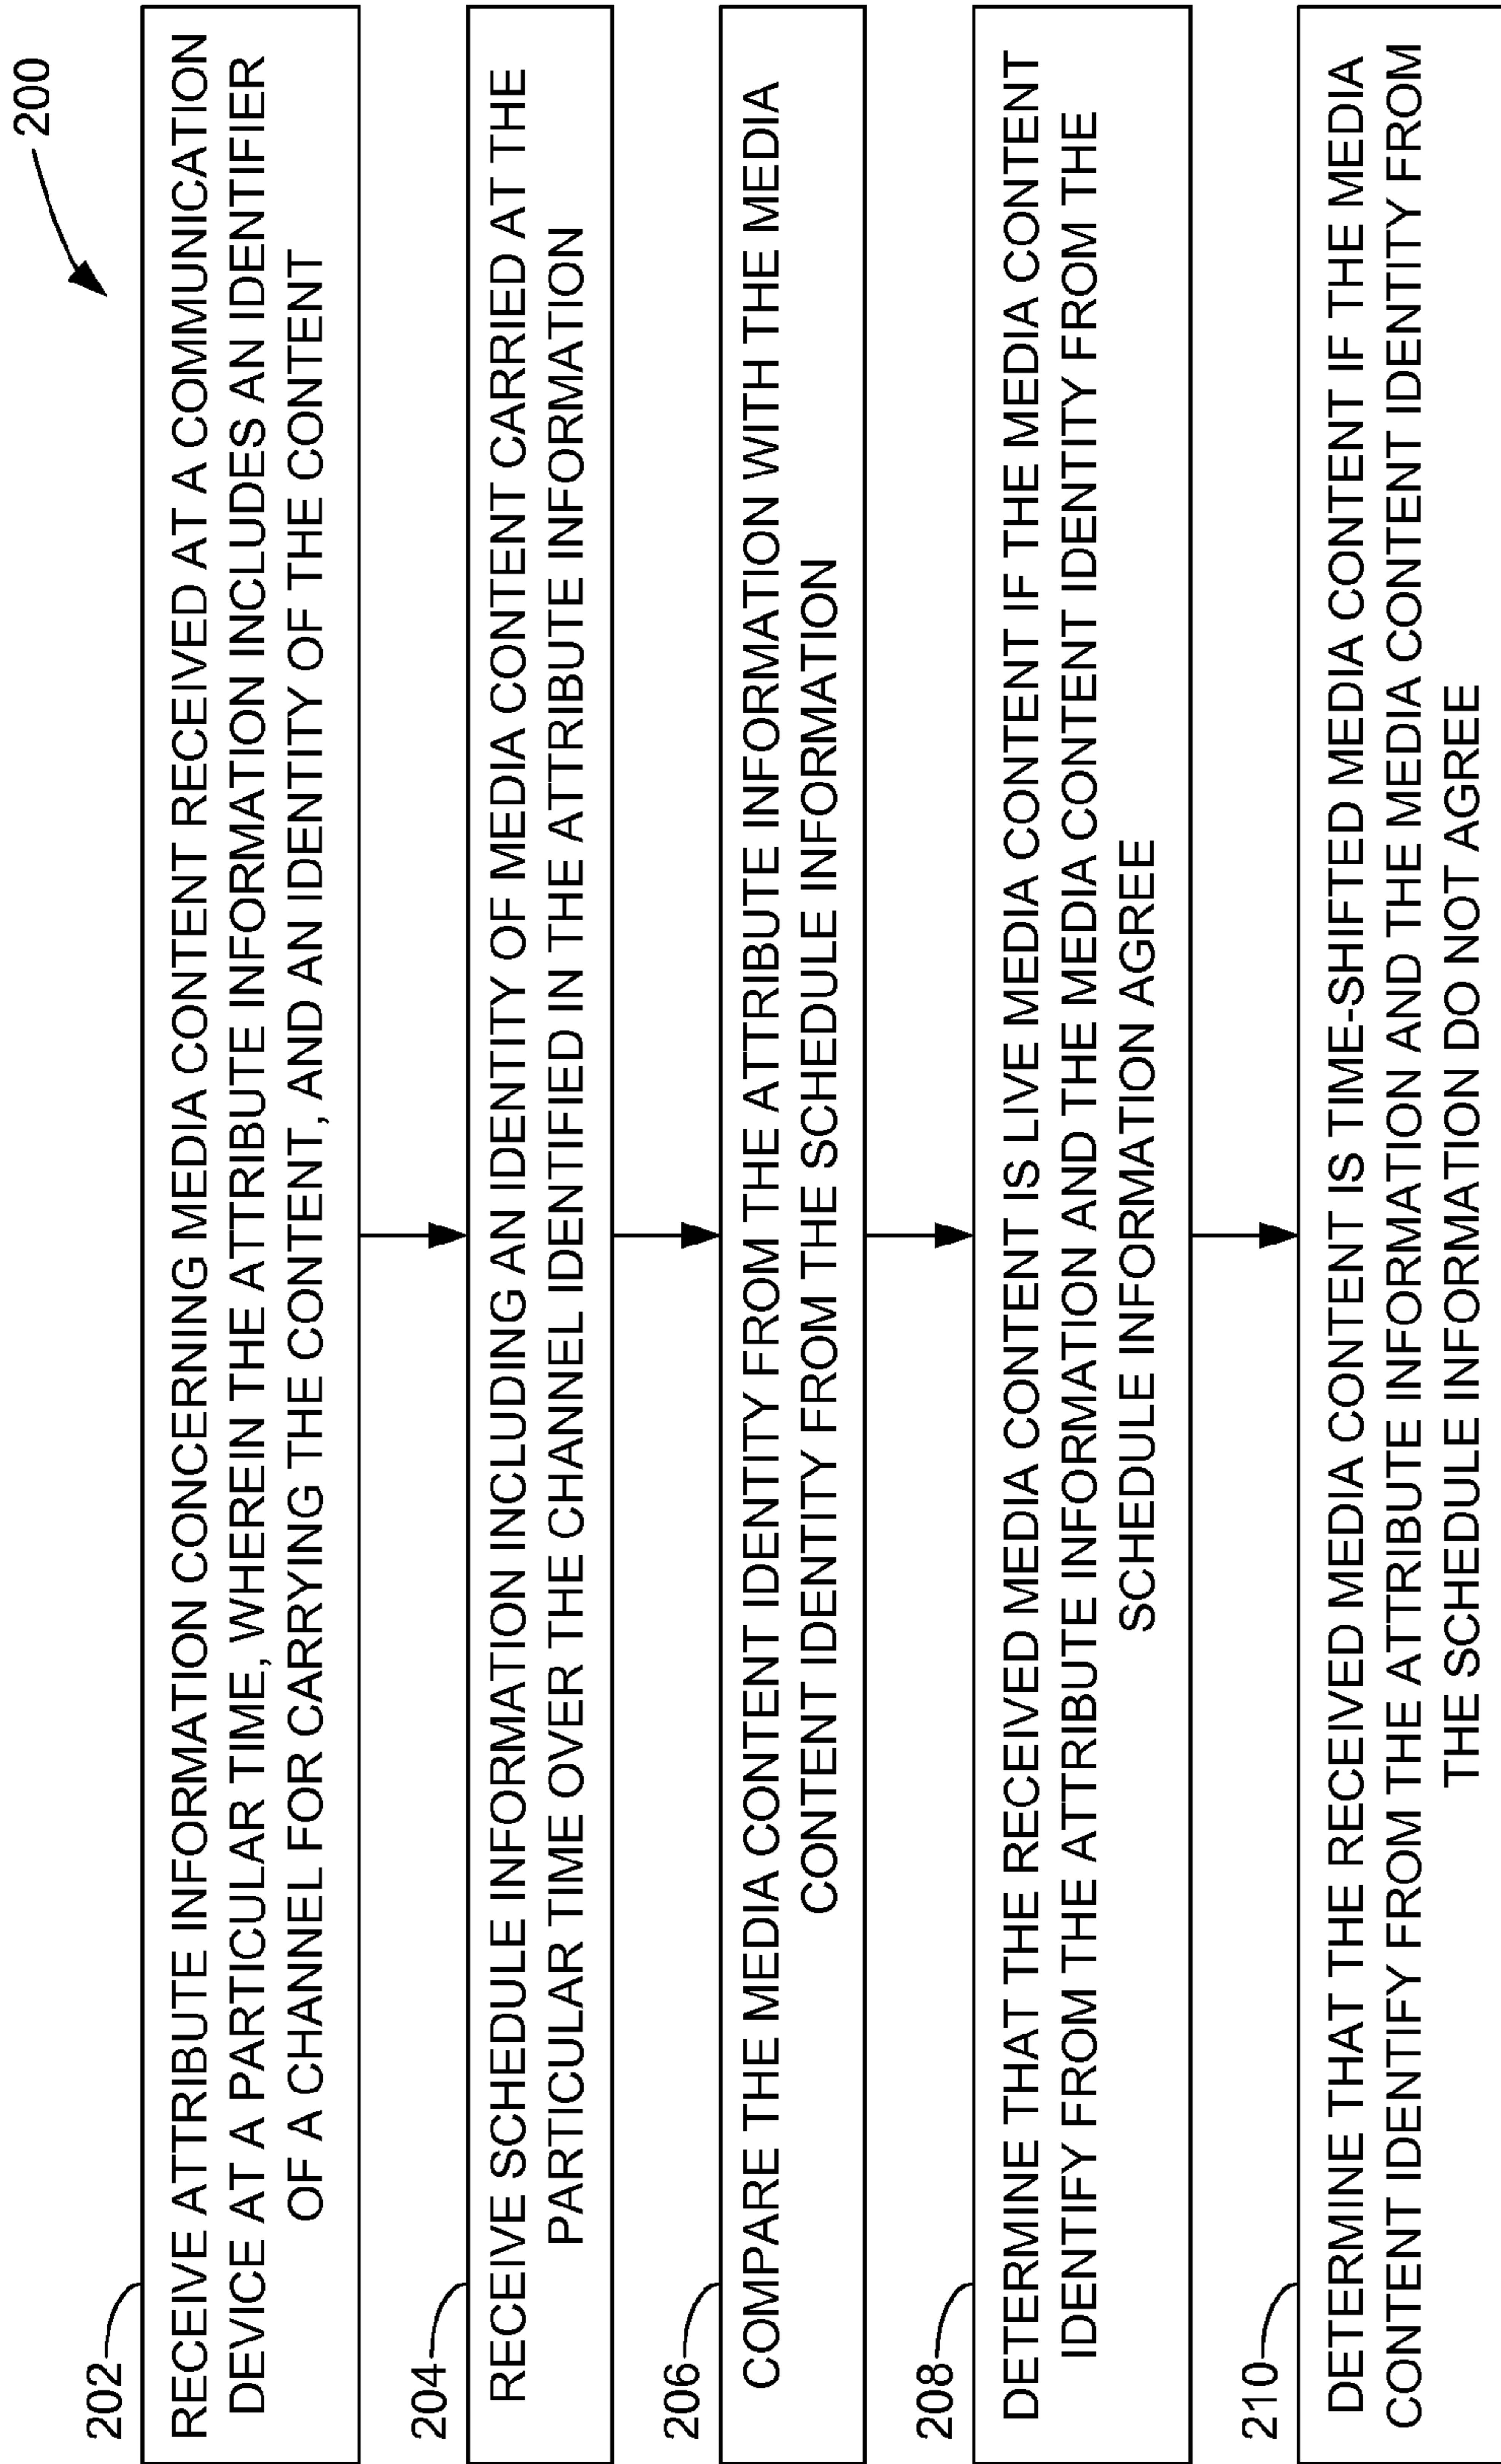 200
202
RECEIVE ATTRIBUTE INFORMATION CONCERNING MEDIA CONTENT RECEIVED AT A COMMUNICATION
DEVICE AT A PARTICULAR TIME, WHEREIN THE ATTRIBUTE INFORMATION INCLUDES AN IDENTIFIER
OF A CHANNEL FOR CARRYING THE CONTENT, AND AN IDENTITY OF THE CONTENT
204
RECEIVE SCHEDULE INFORMATION INCLUDING AN IDENTITY OF MEDIA CONTENT CARRIED AT THE
PARTICULAR TIME OVER THE CHANNEL IDENTIFIED IN THE ATTRIBUTE INFORMATION
206
COMPARE THE MEDIA CONTENT IDENTITY FROM THE ATTRIBUTE INFORMATION WITH THE MEDIA
CONTENT IDENTITY FROM THE SCHEDULE INFORMATION
208
DETERMINE THAT THE RECEIVED MEDIA CONTENT IS LIVE MEDIA CONTENT IF THE MEDIA CONTENT
IDENTIFY FROM THE ATTRIBUTE INFORMATION AND THE MEDIA CONTENT IDENTITY FROM THE
SCHEDULE INFORMATION AGREE
210
DETERMINE THAT THE RECEIVED MEDIA CONTENT IS TIME-SHIFTED MEDIA CONTENT IF THE MEDIA
CONTENT IDENTIFY FROM THE ATTRIBUTE INFORMATION AND THE MEDIA CONTENT IDENTITY FROM
THE SCHEDULE INFORMATION DO NOT AGREE